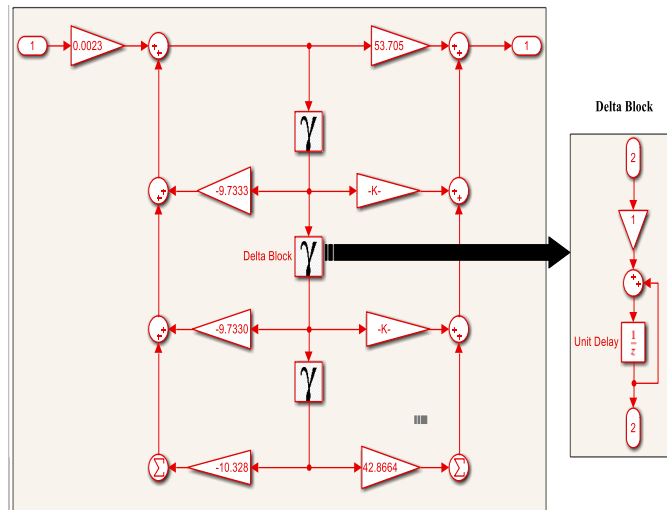 1
0.0023
53.705
1
Delta Block
γ
2
-9.7333
-K-
1
Delta Block
γ
-9.7330
-K-
Unit Delay
1
z
γ
2
-10.328
42.8664
Σ
Σ